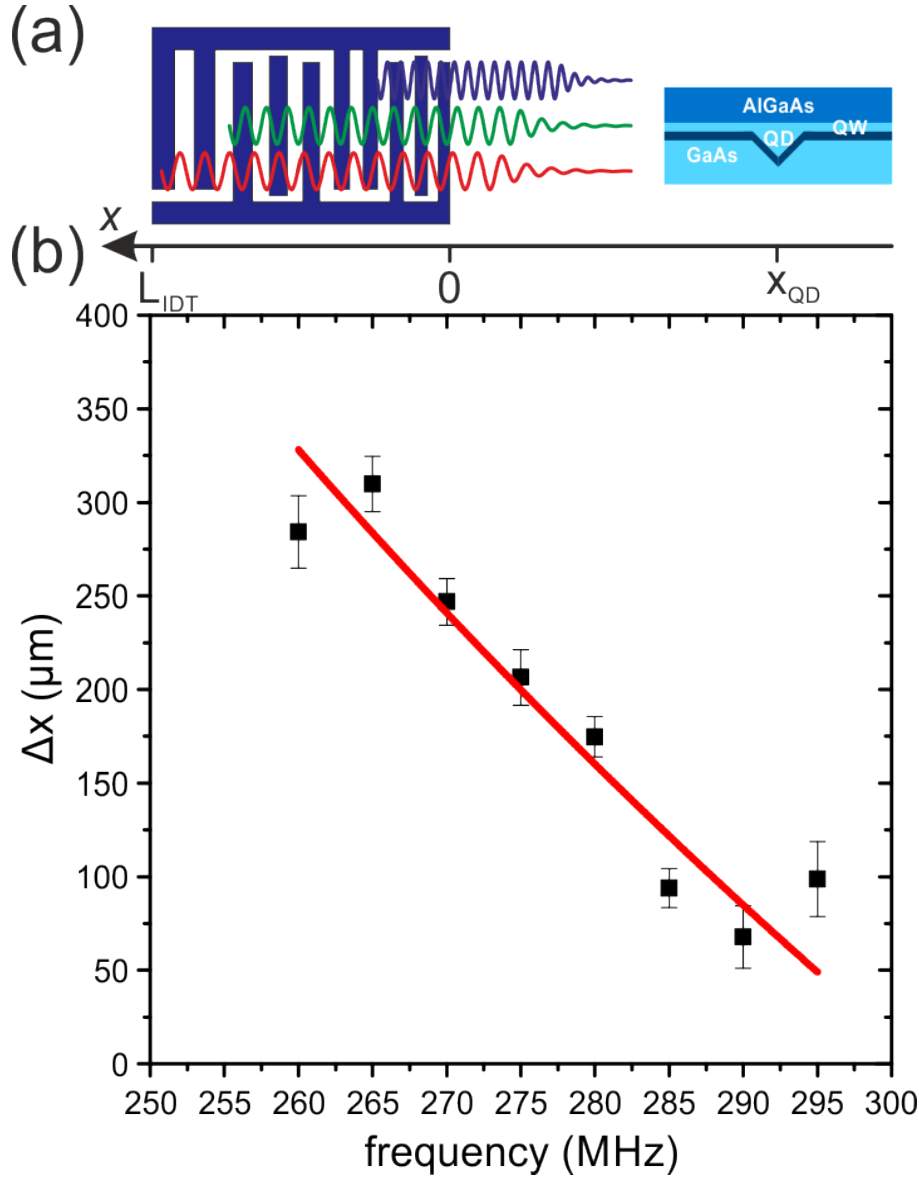 (a)
AlGaAs
QD
QW
GaAs
x
(b)
L_IDT
0
x_QD
400
350
300
250
200
150
100
50
0
Δx (µm)
250 255 260 265 270 275 280 285 290 295 300
frequency (MHz)